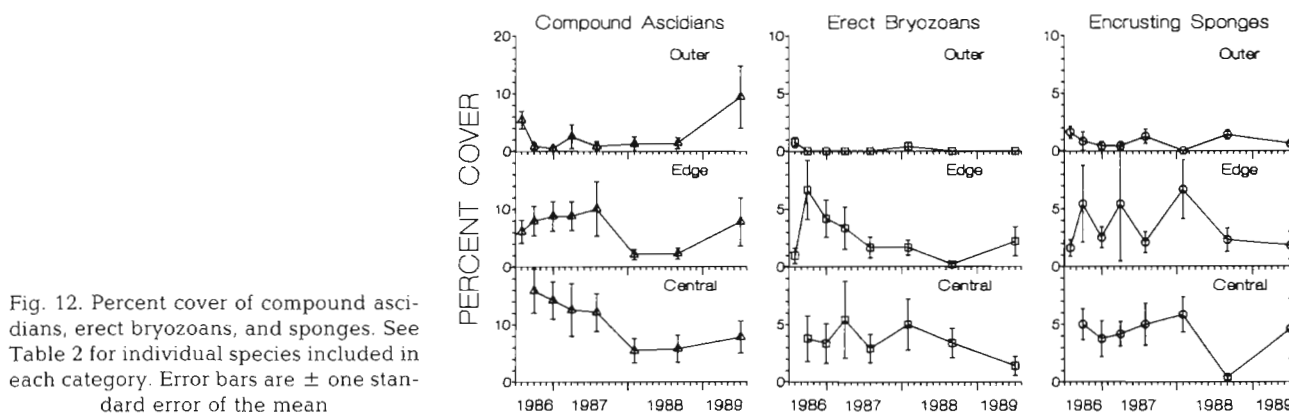 Compound Ascidians Erect Bryozoans Encrusting Sponges
20 10 10
Outer Outer Outer
10 5 5
0 0 0
Edge Edge Edge
10 5 5
0 0 0
Central Central Central
10 5 5
0 0 0
1986 1987 1988 1989 1986 1987 1988 1989 1986 1987 1988 1989
PERCENT COVER
Fig. 12. Percent cover of compound asci-
dians, erect bryozoans, and sponges. See
Table 2 for individual species included in
each category. Error bars are ± one stan-
dard error of the mean